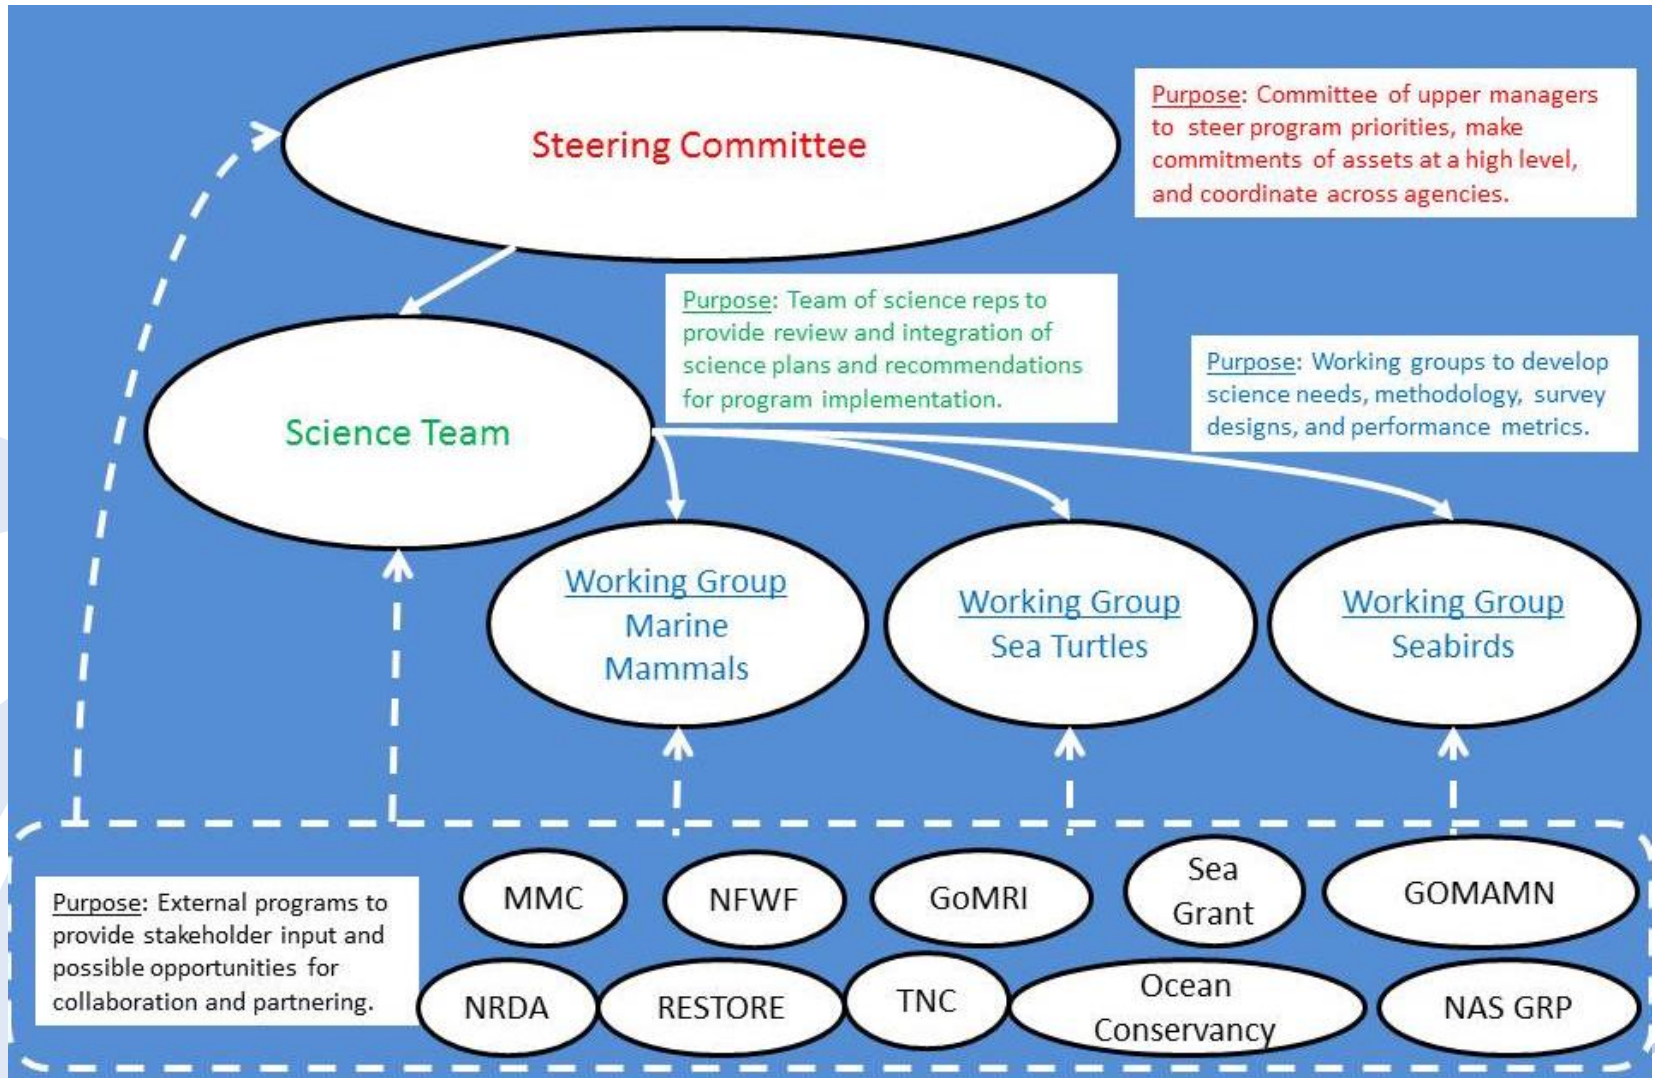 Steering Committee
Purpose: Committee of upper managers
to steer program priorities, make
commitments of assets at a high level,
and coordinate across agencies.
Purpose: Team of science reps to
provide review and integration of
science plans and recommendations
for program implementation.
Purpose: Working groups to develop
science needs, methodology, survey
designs, and performance metrics.
Science Team
Working Group
Marine
Mammals
Working Group
Sea Turtles
Working Group
Seabirds
Purpose: External programs to
provide stakeholder input and
possible opportunities for
collaboration and partnering.
MMC
NFWF
GoMRI
Sea
Grant
GOMAMN
NRDA
RESTORE
TNC
Ocean
Conservancy
NAS GRP